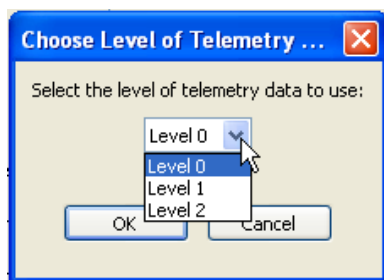 Choose Level of Telemetry ...
Select the level of telemetry data to use:
Level 0
Level 0
Level 1
Level 2
OK
Cancel